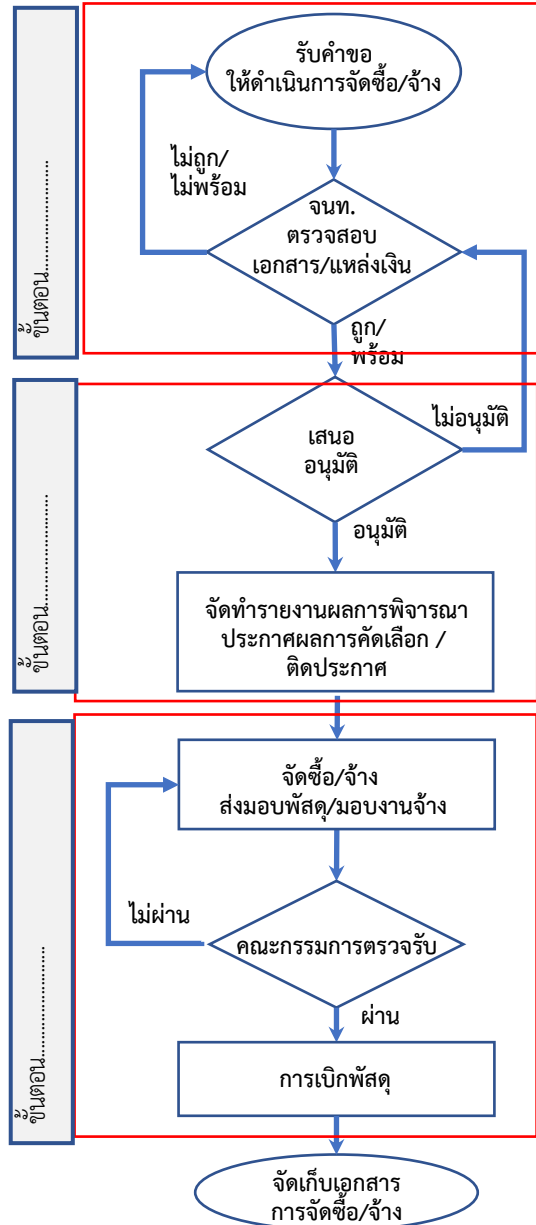 รับคำขอ
ให้ดำเนินการจัดซื้อ/จ้าง
ไม่ถูก/
ไม่พร้อม
จนท.
ตรวจสอบ
เอกสาร/แหล่งเงิน
ขั้นตอน........................
ถูก/
พร้อม
ไม่อนุมัติ
เสนอ
อนุมัติ
อนุมัติ
ขั้นตอน........................
จัดทำรายงานผลการพิจารณา
ประกาศผลการคัดเลือก /
ติดประกาศ
จัดซื้อ/จ้าง
ส่งมอบพัสดุ/มอบงานจ้าง
ไม่ผ่าน
คณะกรรมการตรวจรับ
ผ่าน
ขั้นตอน........................
การเบิกพัสดุ
จัดเก็บเอกสาร
การจัดซื้อ/จ้าง